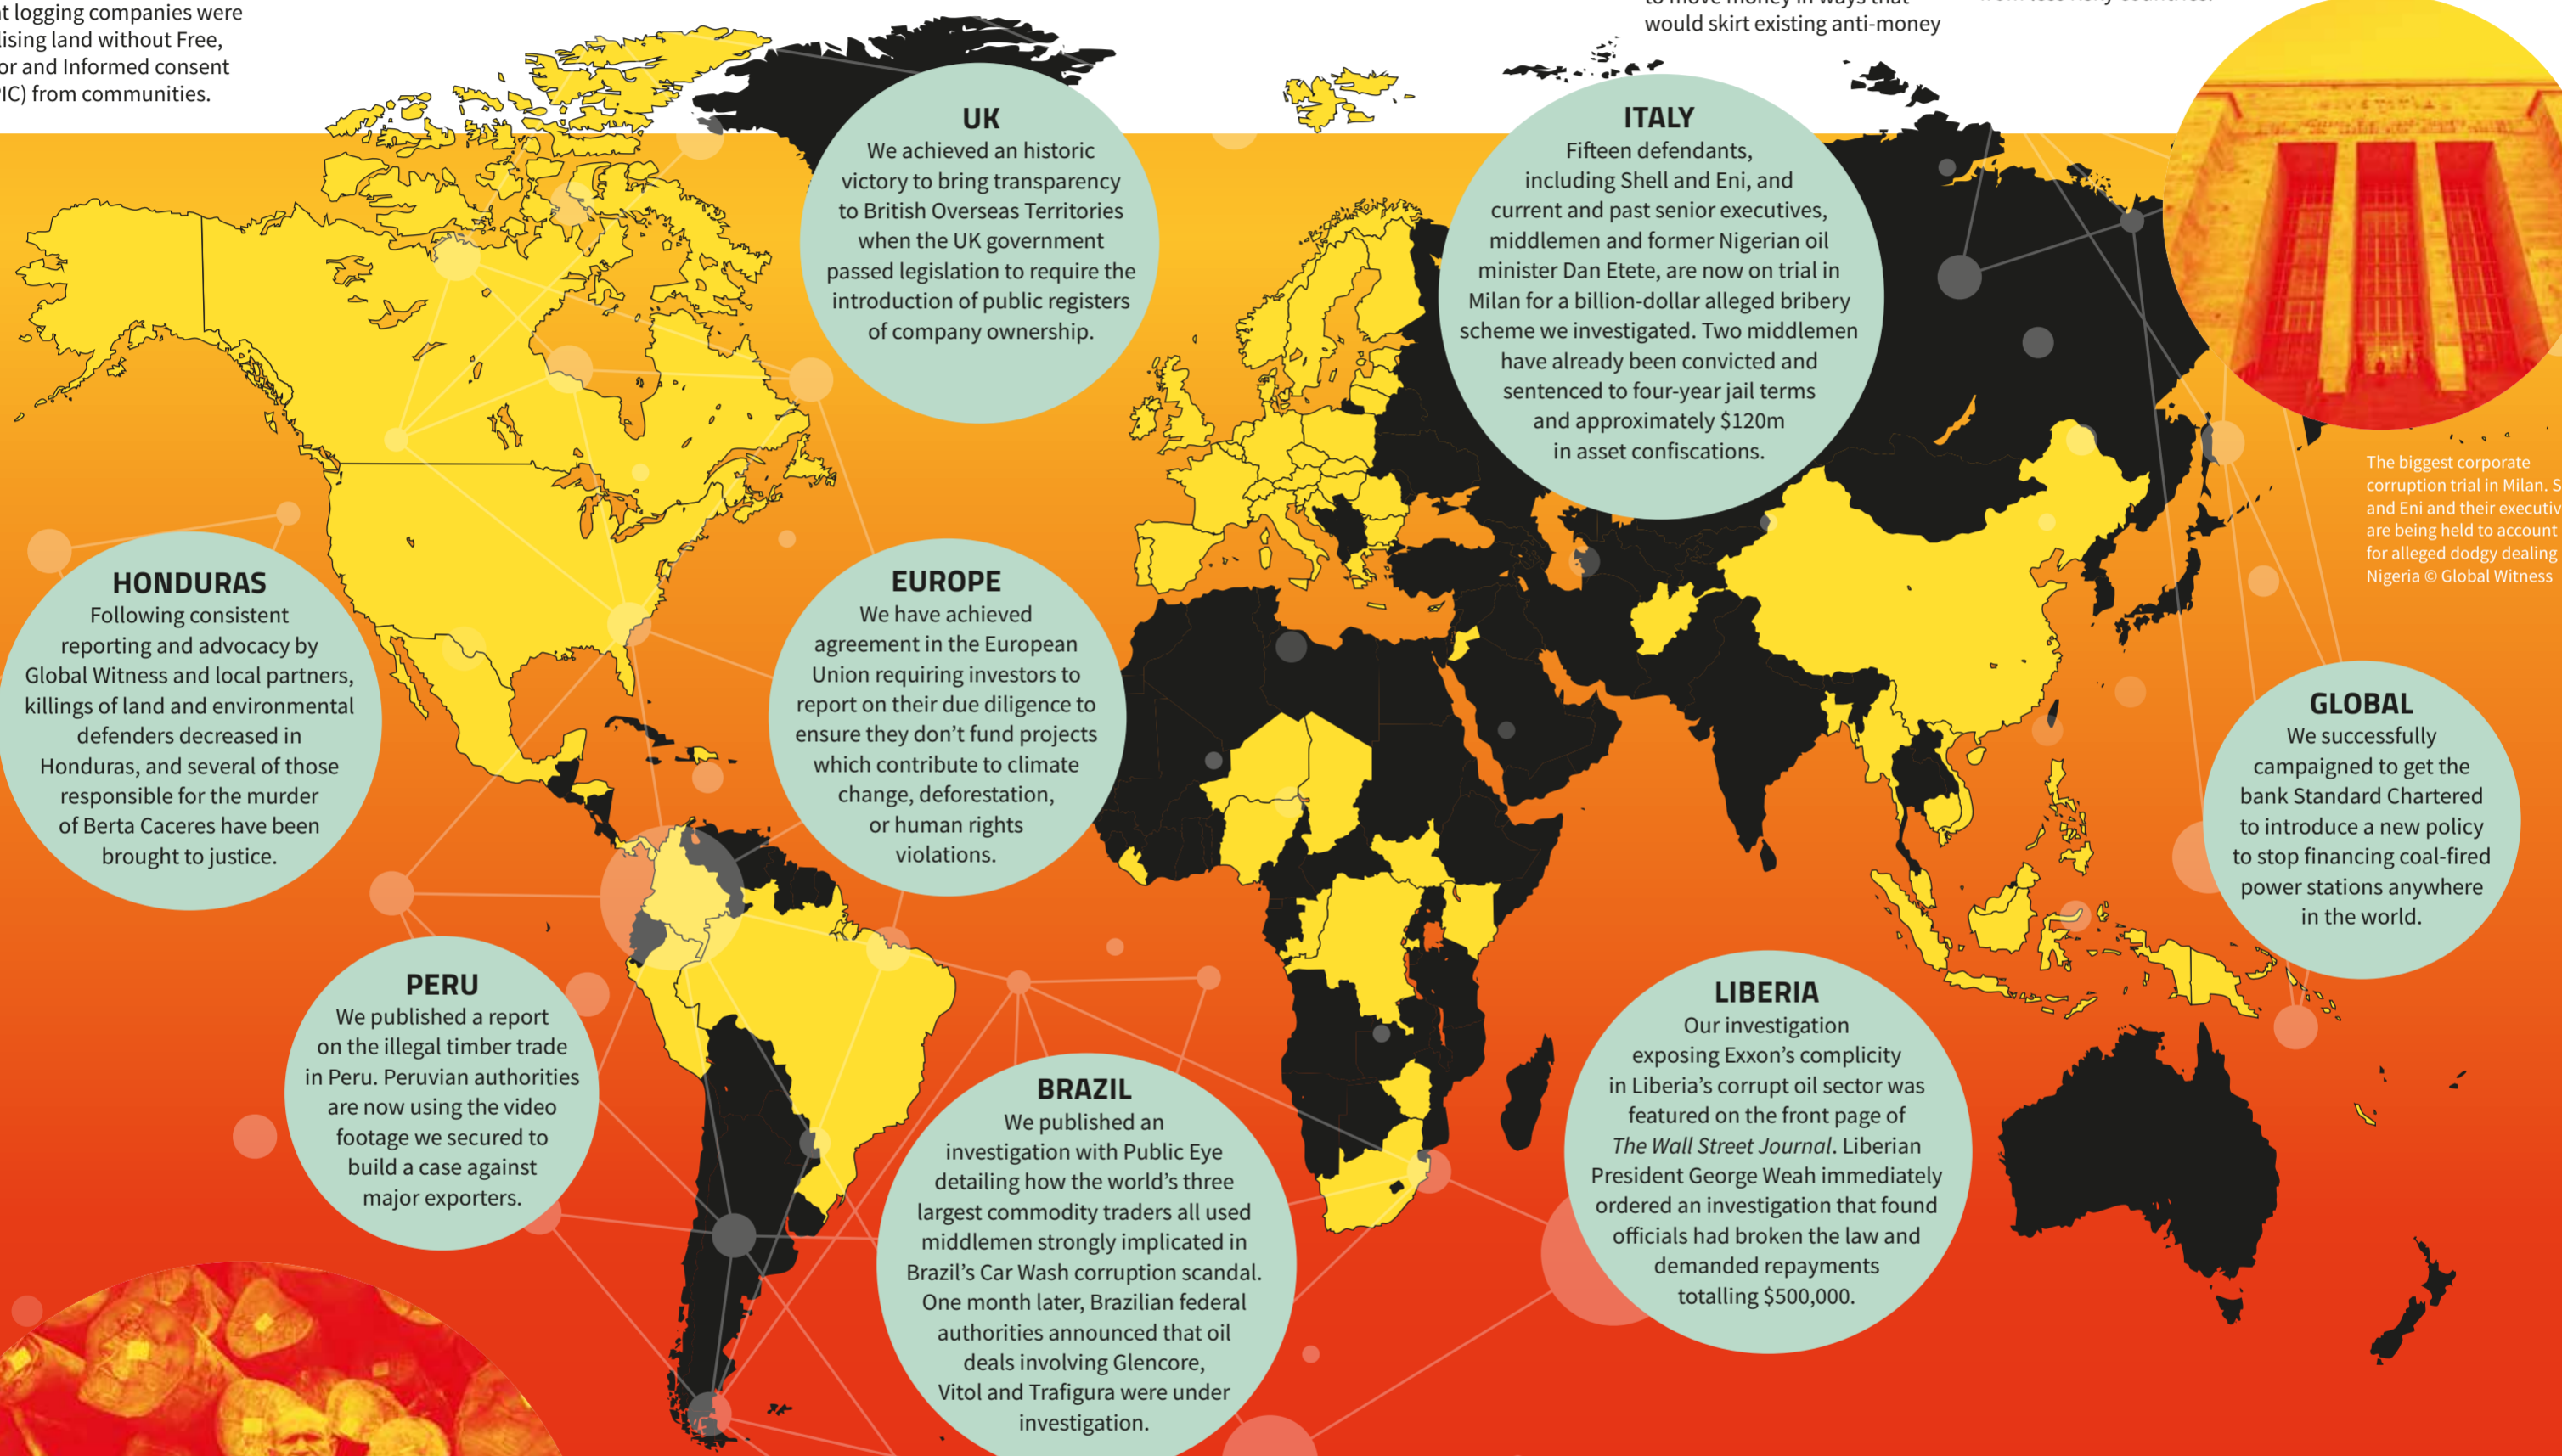 t logging companies were
lising land without Free,
or and Informed consent
PIC) from communities.
to move money in ways that
would skirt existing anti-money
UK
We achieved an historic
victory to bring transparency
to British Overseas Territories
when the UK government
passed legislation to require the
introduction of public registers
of company ownership.
ITALY
Fifteen defendants,
including Shell and Eni, and
current and past senior executives,
middlemen and former Nigerian oil
minister Dan Etete, are now on trial in
Milan for a billion-dollar alleged bribery
scheme we investigated. Two middlemen
have already been convicted and
sentenced to four-year jail terms
and approximately $120m
in asset confiscations.
The biggest corporate
corruption trial in Milan. S
and Eni and their executiv
are being held to account
for alleged dodgy dealing
Nigeria © Global Witness
HONDURAS
Following consistent
reporting and advocacy by
Global Witness and local partners,
killings of land and environmental
defenders decreased in
Honduras, and several of those
responsible for the murder
of Berta Caceres have been
brought to justice.
EUROPE
We have achieved
agreement in the European
Union requiring investors to
report on their due diligence to
ensure they don't fund projects
which contribute to climate
change, deforestation,
or human rights
violations.
GLOBAL
We successfully
campaigned to get the
bank Standard Chartered
to introduce a new policy
to stop financing coal-fired
power stations anywhere
in the world.
PERU
We published a report
on the illegal timber trade
in Peru. Peruvian authorities
are now using the video
footage we secured to
build a case against
major exporters.
BRAZIL
We published an
investigation with Public Eye
detailing how the world's three
largest commodity traders all used
middlemen strongly implicated in
Brazil's Car Wash corruption scandal.
One month later, Brazilian federal
authorities announced that oil
deals involving Glencore,
Vitol and Trafigura were under
investigation.
LIBERIA
Our investigation
exposing Exxon's complicity
in Liberia's corrupt oil sector was
featured on the front page of
The Wall Street Journal. Liberian
President George Weah immediately
ordered an investigation that found
officials had broken the law and
demanded repayments
totalling $500,000.